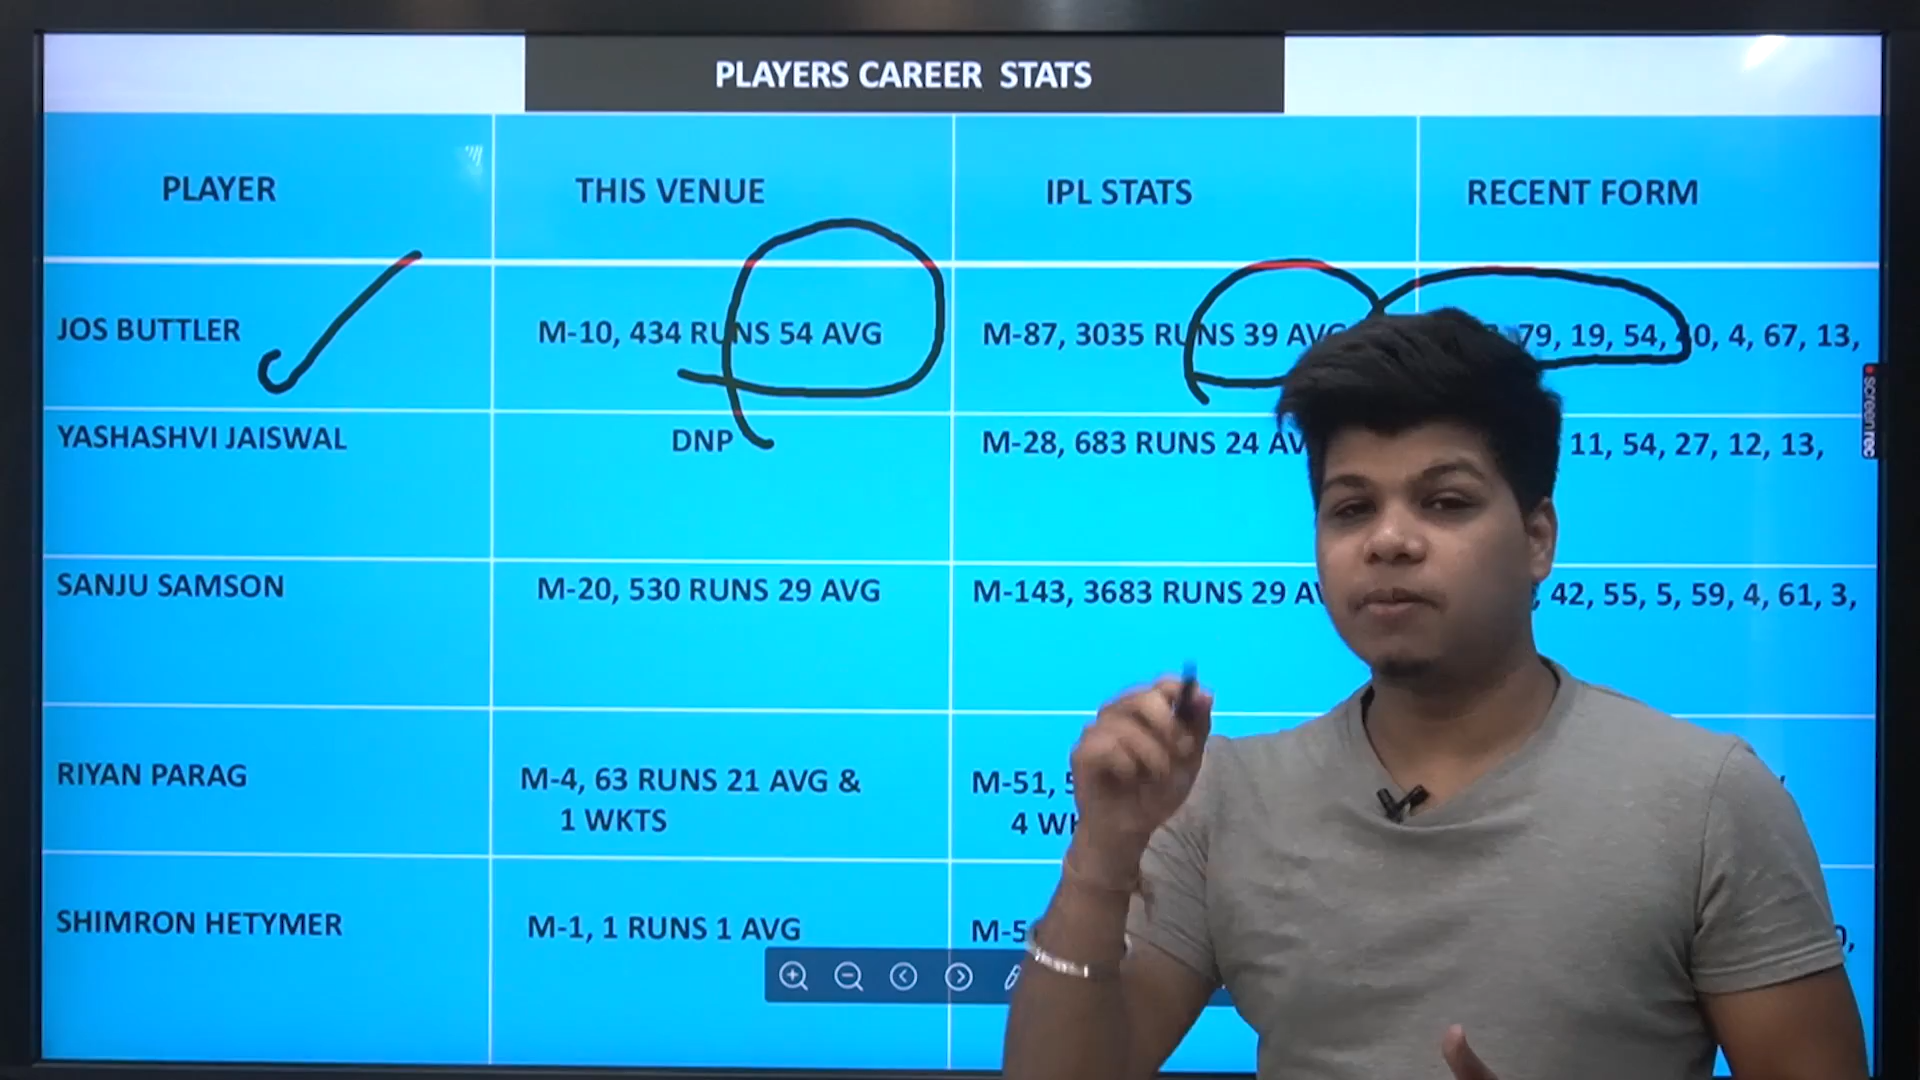 PLAYERS CAREER STATS
PLAYER THIS VENUE IPL STATS RECENT FORM
JOS BUTTLER M-10, 434 RUNS 54 AVG M-87, 3035 RUNS 39 AVG 79, 19, 54, 40, 4, 67, 13,
YASHASHVI JAISWAL DNP M-28, 683 RUNS 24 11, 54, 27, 12, 13,
SANJU SAMSON M-20, 530 RUNS 29 AVG M-143, 3683 RUNS 29 42, 55, 5, 59, 4, 61, 3,
RIYAN PARAG M-4, 63 RUNS 21 AVG & M-51,
1 WKTS 4
SHIMRON HETYMER M-1, 1 RUNS 1 AVG
screenrec